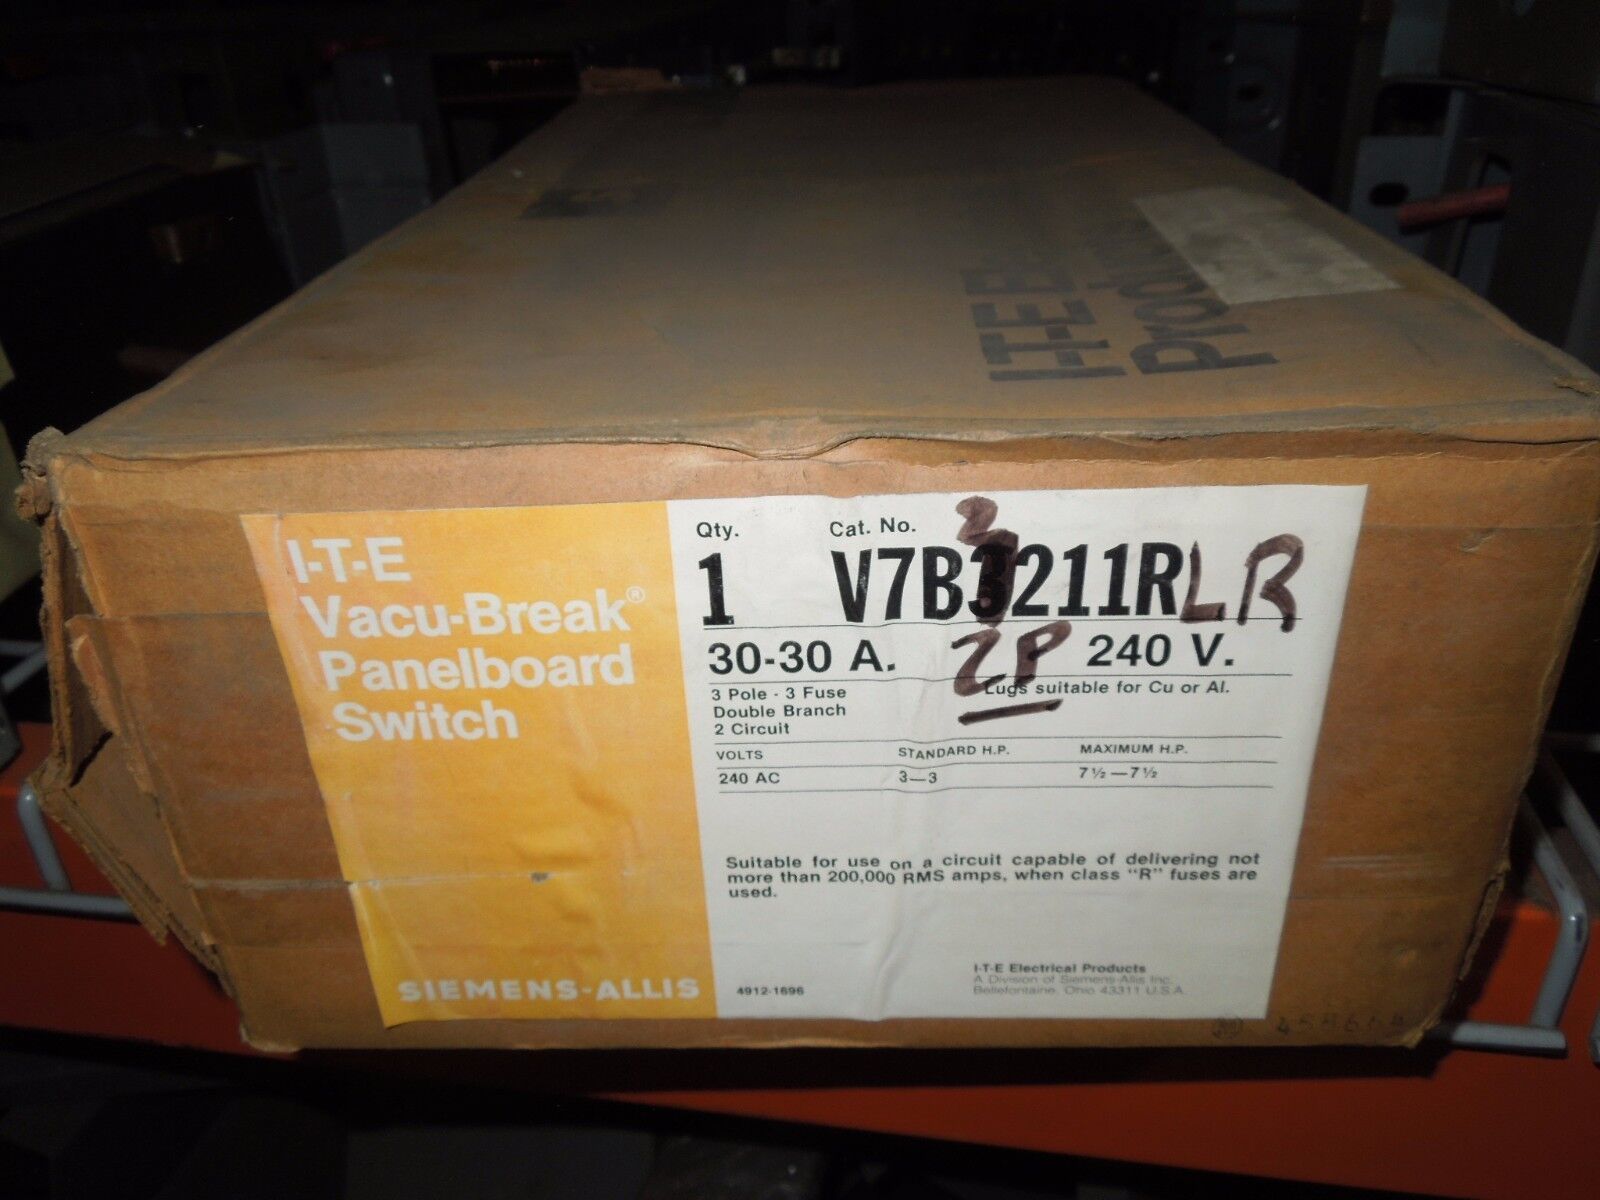 I-T-E E
Produ
I-T-E
Vacu-Break®
Panelboard
Switch
SIEMENS-ALLIS
Qty.
Cat. No.
2
1
V7B3211RLR
30-30 A.
2P
240 V.
3 Pole - 3 Fuse
Lugs suitable for Cu or Al.
Double Branch
2 Circuit
VOLTS
STANDARD H.P.
MAXIMUM H.P.
240 AC
3—3
7½—7½
Suitable for use on a circuit capable of delivering not
more than 200,000 RMS amps, when class "R" fuses are
used.
4912-1696
I-T-E Electrical Products
A Division of Siemens-Allis Inc.
Bellefontaine, Ohio 43311 U.S.A.